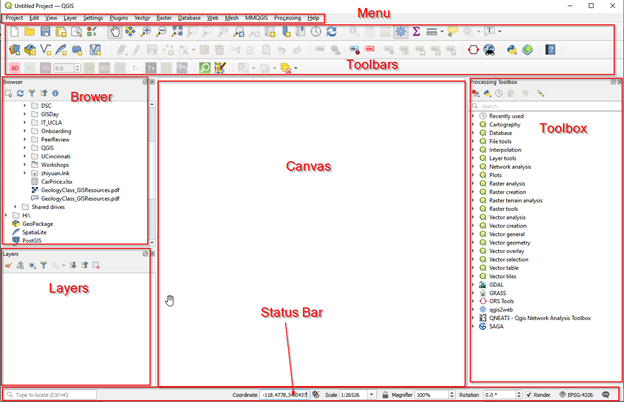 Untitled Project — QGIS
Project Edit View Layer Settings Plugins Vector Raster Database Web Mesh MMQGIS Processing Help
Menu
0.0
Toolbars
Browser
Brower
DSC
GISDay
IT_UCLA
Onboarding
PeerReview
QGIS
UCincinnati
Workshops
zhiyuan.lnk
CarPrice.xlsx
GeologyClass_GISResources.pdf
GeologyClass_GISResources.pdf
Shared drives
H:\
GeoPackage
SpatiaLite
PostGIS
Layers
Layers
Canvas
Status Bar
Processing Toolbox
Search...
Toolbox
Recently used
Cartography
Database
File tools
Interpolation
Layer tools
Network analysis
Plots
Raster analysis
Raster creation
Raster terrain analysis
Raster tools
Vector analysis
Vector creation
Vector general
Vector geometry
Vector overlay
Vector selection
Vector table
Vector tiles
GDAL
GRASS
ORS Tools
qgis2web
QNEAT3 - Qgis Network Analysis Toolbox
SAGA
Type to locate (Ctrl+K) Coordinate Scale 1:26526 Magnifier 100% Rotation 0.0 ° Render EPSG:4326